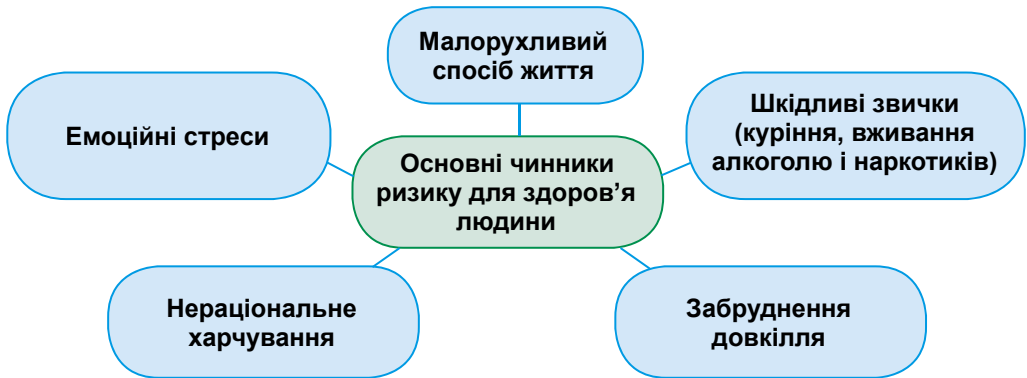 Малорухливий
спосіб життя
Емоційні стреси
Шкідливі звички
(куріння, вживання
алкоголю і наркотиків)
Основні чинники
ризику для здоров’я
людини
Нераціональне
харчування
Забруднення
довкілля